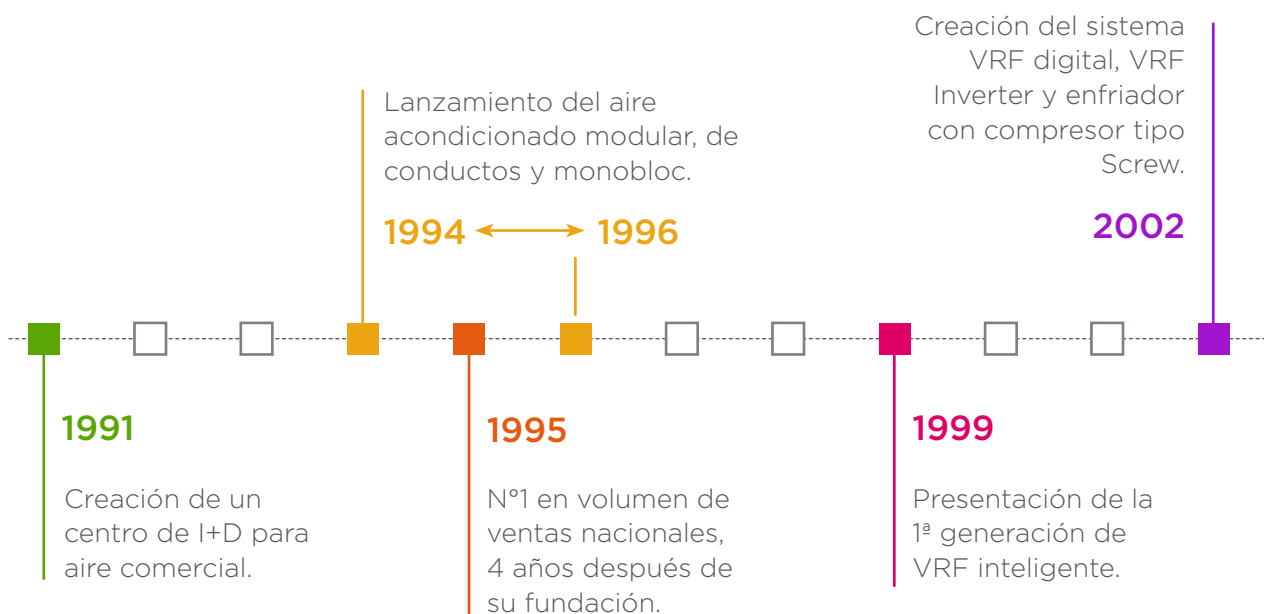 1991
Creación de un
centro de I+D para
aire comercial.
Lanzamiento del aire
acondicionado modular, de
conductos y monobloc.
1994 1996
1995
N°1 en volumen de
ventas nacionales,
4 años después de
su fundación.
1999
Presentación de la
1ª generación de
VRF inteligente.
Creación del sistema
VRF digital, VRF
Inverter y enfriador
con compresor tipo
Screw.
2002